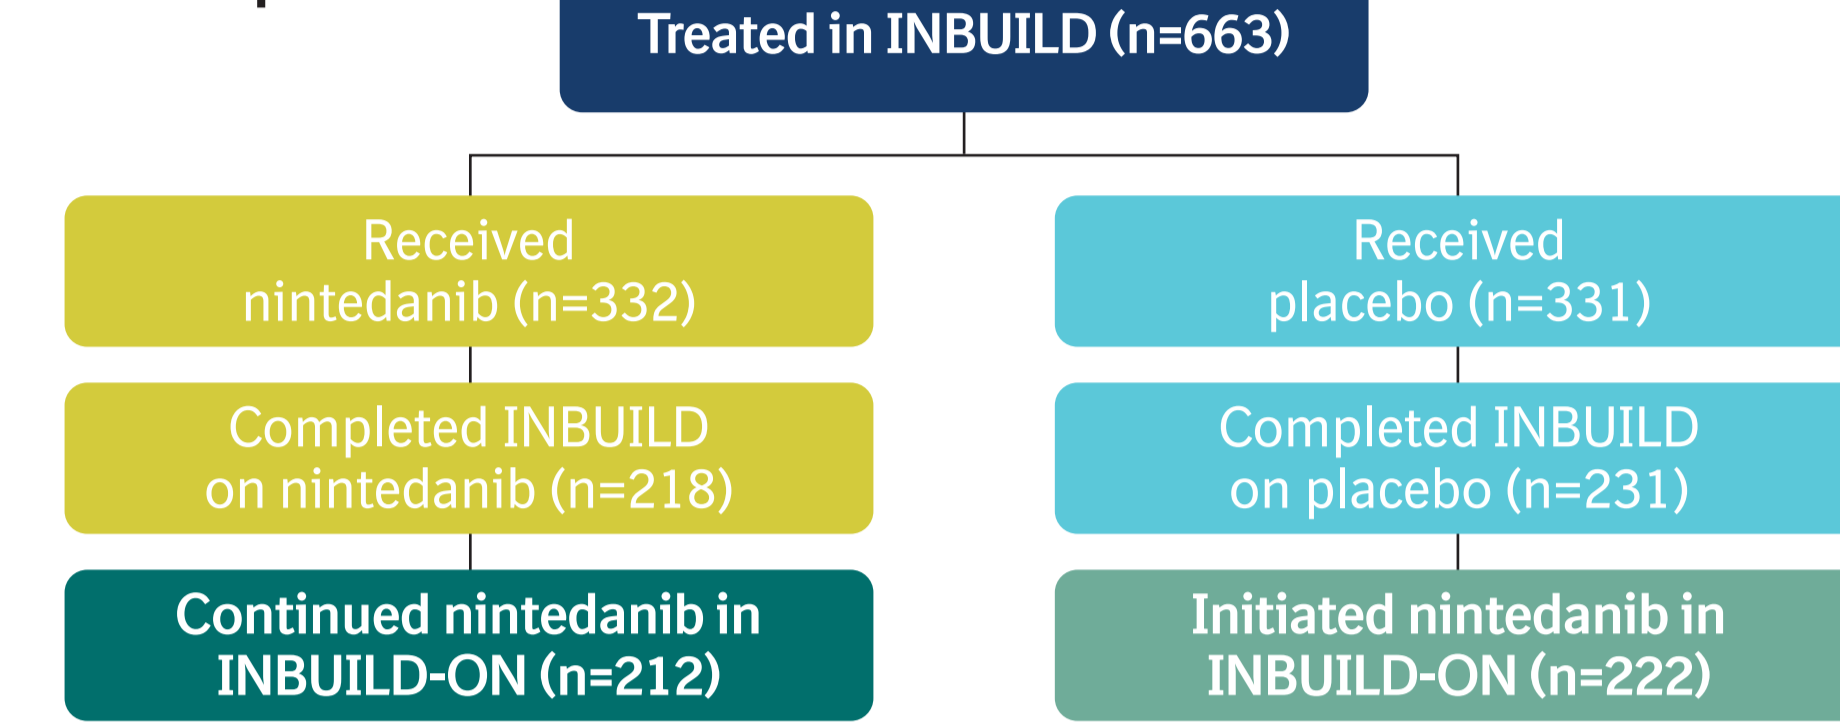 Treated in INBUILD (n=663)
Received
nintedanib (n=332)
Received
placebo (n=331)
Completed INBUILD
on nintedanib (n=218)
Completed INBUILD
on placebo (n=231)
Continued nintedanib in
INBUILD-ON (n=212)
Initiated nintedanib in
INBUILD-ON (n=222)